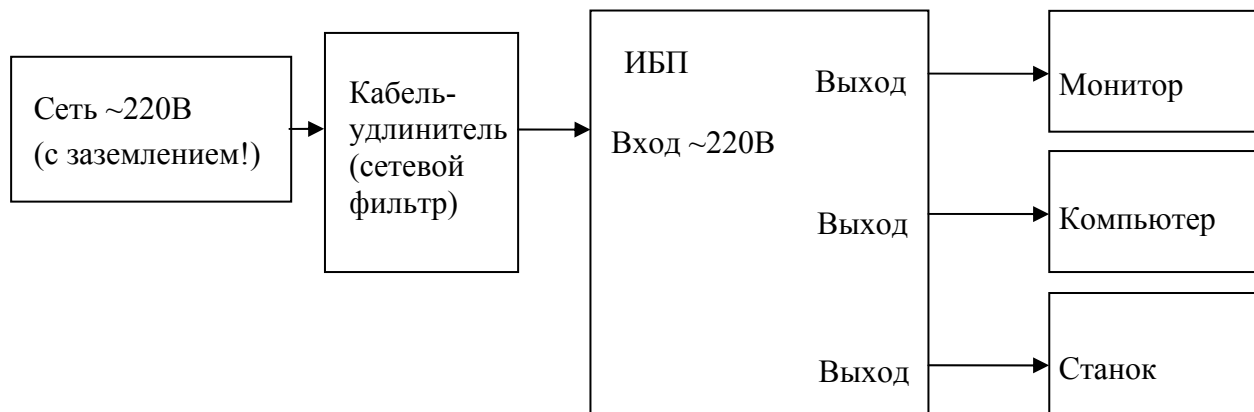 Сеть ~220В
(с заземлением!)
Кабель-
удлинитель
(сетевой
фильтр)
ИБП
Вход ~220В
Выход
Выход
Выход
Монитор
Компьютер
Станок